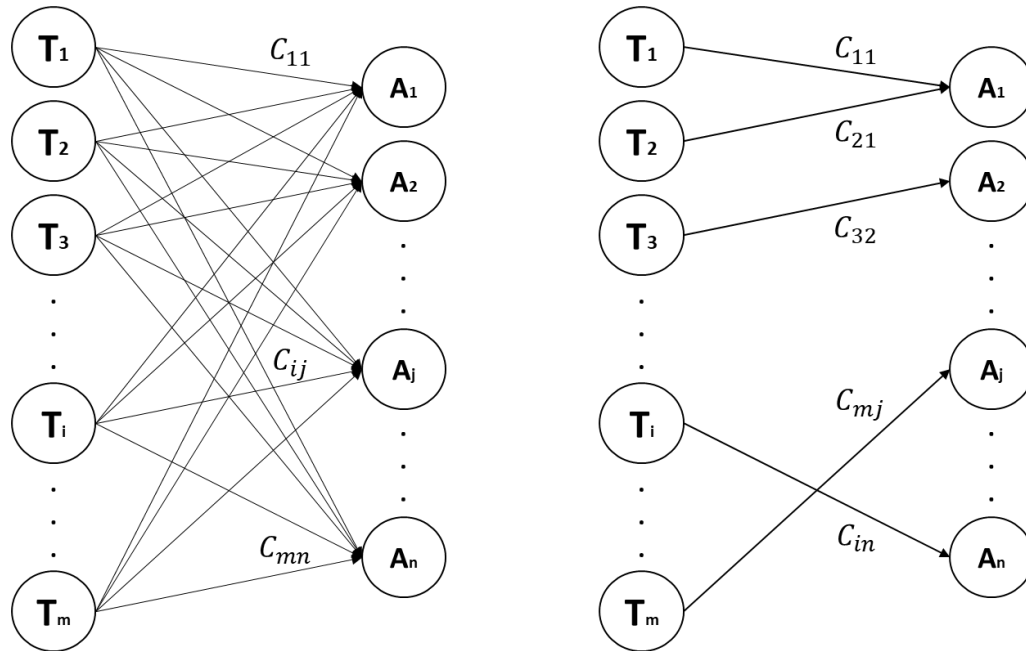 T₁
T₂
T₃
Tᵢ
Tₘ
C₁₁
Cᵢⱼ
Cₘₙ
A₁
A₂
Aⱼ
Aₙ
T₁
T₂
T₃
Tᵢ
Tₘ
C₁₁
C₂₁
C₃₂
Cₘⱼ
Cᵢₙ
A₁
A₂
Aⱼ
Aₙ